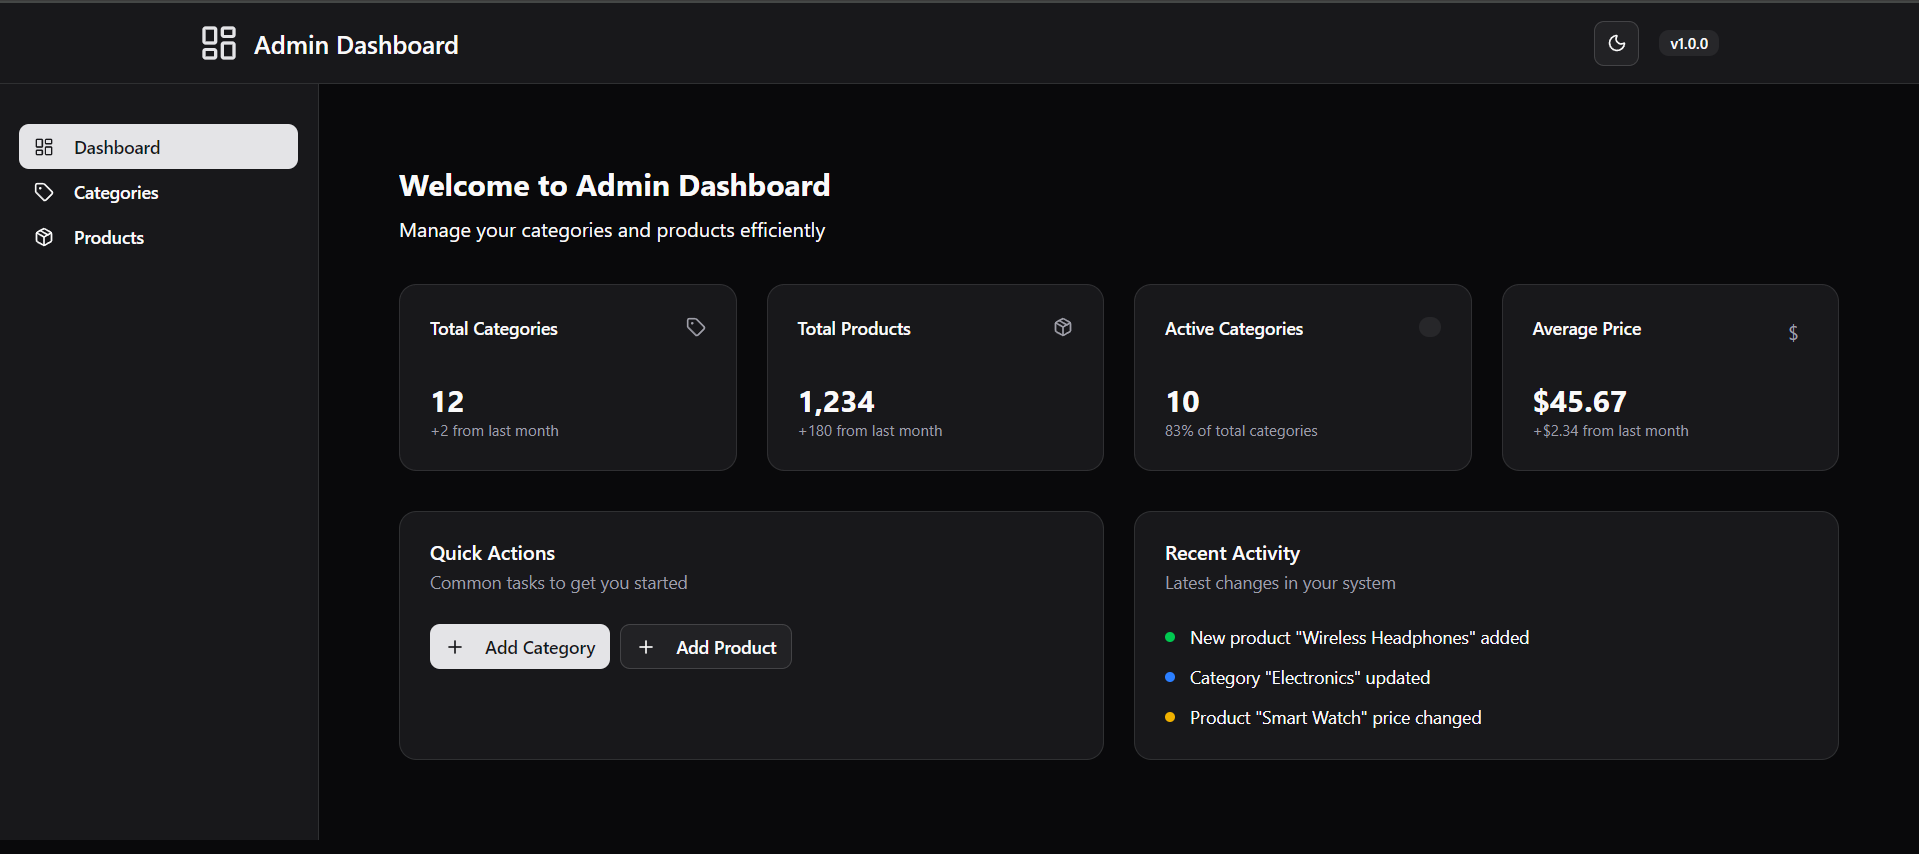 Admin Dashboard
v1.0.0
Dashboard
Categories
Products
Welcome to Admin Dashboard
Manage your categories and products efficiently
Total Categories
12
+2 from last month
Total Products
1,234
+180 from last month
Active Categories
10
83% of total categories
Average Price
$
$45.67
+$2.34 from last month
Quick Actions
Common tasks to get you started
Add Category
Add Product
Recent Activity
Latest changes in your system
New product "Wireless Headphones" added
Category "Electronics" updated
Product "Smart Watch" price changed